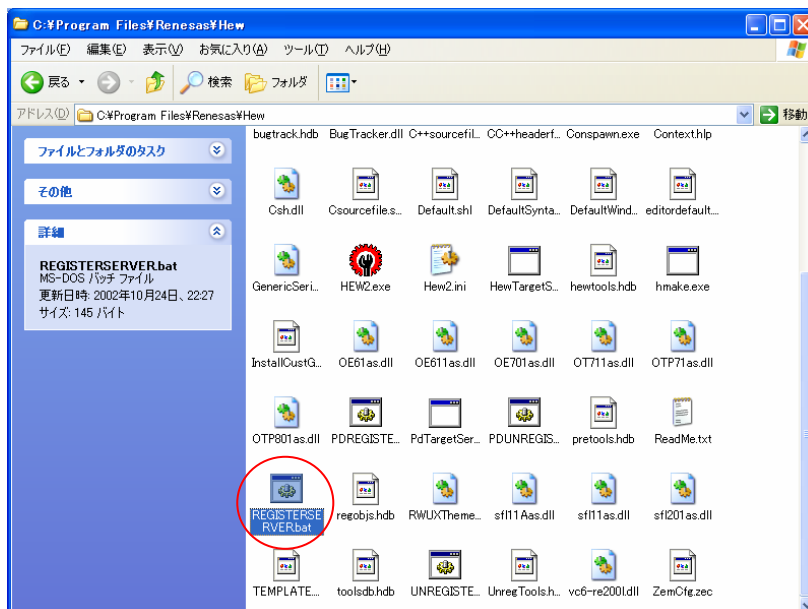 C:¥Program Files¥Renesas¥Hew
ファイル(F) 編集(E) 表示(V) お気に入り(A) ツール(T) ヘルプ(H)
戻る 検索 フォルダ
アドレス(D) C:¥Program Files¥Renesas¥Hew 移動
ファイルとフォルダのタスク
その他
詳細
REGISTERSERVER.bat
MS-DOS バッチ ファイル
更新日時: 2002年10月24日、22:27
サイズ: 145 バイト
bugtrack.hdb BugTracker.dll C++sourcefil... CC++headerf... Conspawn.exe Context.hlp
Csh.dll Csourcefile.s... Default.shl DefaultSynta... DefaultWind... editordefault...
GenericSeri... HEW2.exe Hew2.ini HewTargetS... hewtools.hdb hmake.exe
InstallCustG... OE61as.dll OE611as.dll OE701as.dll OT711as.dll OTP71as.dll
OTP801as.dll PDREGISTE... PdTargetSer... PDUNREGIS... pretools.hdb ReadMe.txt
REGISTERSE
RVER.bat
regobjs.hdb RWUXTheme... sfl11Aas.dll sfl11as.dll sfl201as.dll
TEMPLATE... toolsdb.hdb UNREGISTE... UnregTools.h... vc6-re200l.dll ZemCfg.zec